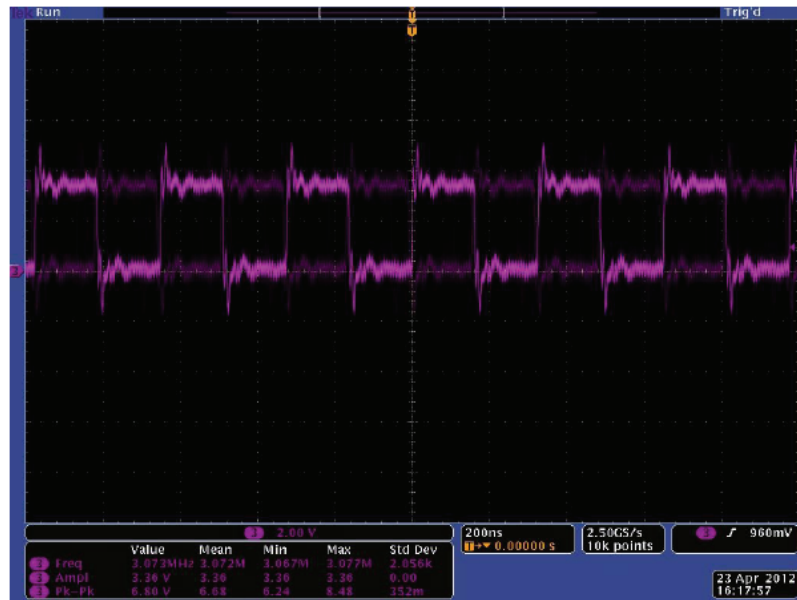 Tek Run Trig'd
T
T
3
3 2.00 V
200ns
T→▼ 0.00000 s
2.50GS/s
10k points
3 ʃ 960mV
Value Mean Min Max Std Dev
3 Freq 3.073MHz 3.072M 3.067M 3.077M 2.056k
3 Ampl 3.36 V 3.36 3.36 3.36 0.00
3 Pk-Pk 6.80 V 6.68 6.24 8.48 352m
23 Apr 2012
16:17:57